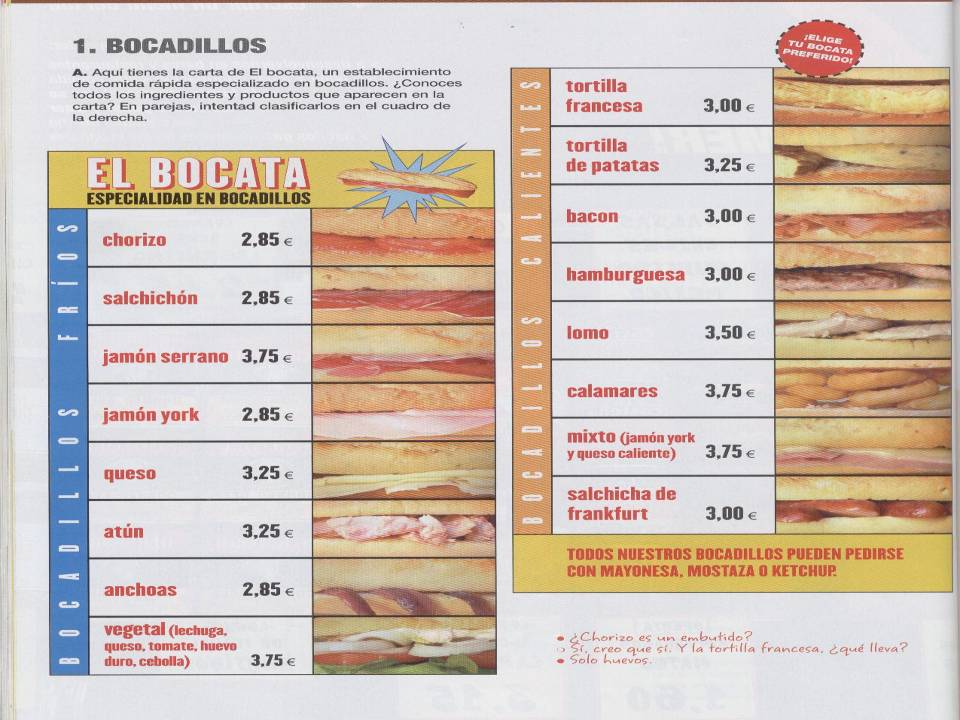 1. BOCADILLOS
A. Aquí tienes la carta de El bocata, un establecimiento
de comida rápida especializado en bocadillos. ¿Conoces
todos los ingredientes y productos que aparecen en la
carta? En parejas, intentad clasificarlos en el cuadro de
la derecha.
EL BOCATA
ESPECIALIDAD EN BOCADILLOS
BOCADILLOS FRÍOS
chorizo 2,85 €
salchichón 2,85 €
jamón serrano 3,75 €
jamón york 2,85 €
queso 3,25 €
atún 3,25 €
anchoas 2,85 €
vegetal (lechuga,
queso, tomate, huevo
duro, cebolla) 3,75 €
¡ELIGE
TU BOCATA
PREFERIDO!
BOCADILLOS CALIENTES
tortilla
francesa 3,00 €
tortilla
de patatas 3,25 €
bacon 3,00 €
hamburguesa 3,00 €
lomo 3,50 €
calamares 3,75 €
mixto (jamón york
y queso caliente) 3,75 €
salchicha de
frankfurt 3,00 €
TODOS NUESTROS BOCADILLOS PUEDEN PEDIRSE
CON MAYONESA, MOSTAZA O KETCHUP.
• ¿Chorizo es un embutido?
○ Sí, creo que sí. Y la tortilla francesa, ¿qué lleva?
• Solo huevos.